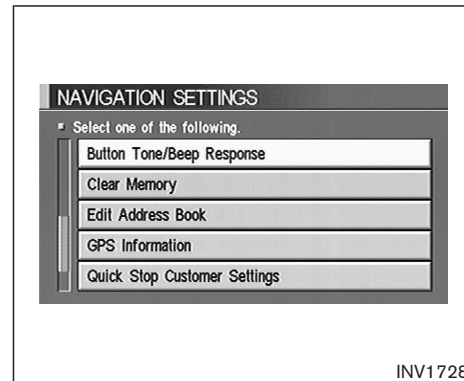 NAVIGATION SETTINGS
Select one of the following.
Button Tone/Beep Response
Clear Memory
Edit Address Book
GPS Information
Quick Stop Customer Settings
INV1728